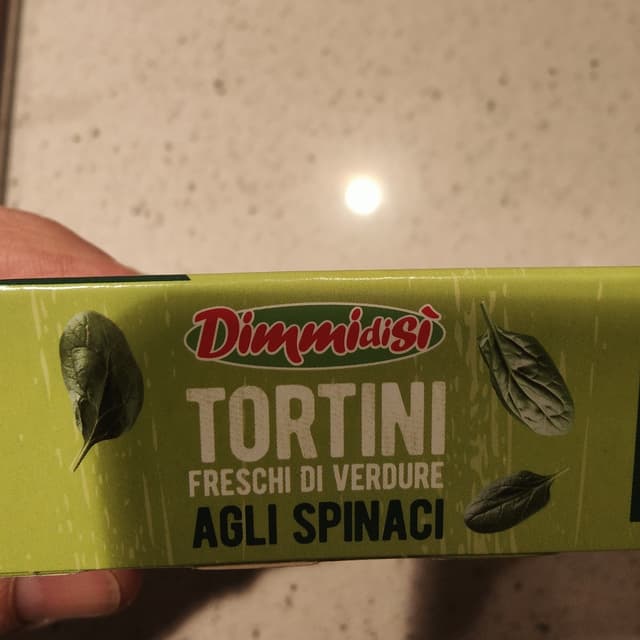 Dimmidisì
TORTINI
FRESCHI DI VERDURE
AGLI SPINACI